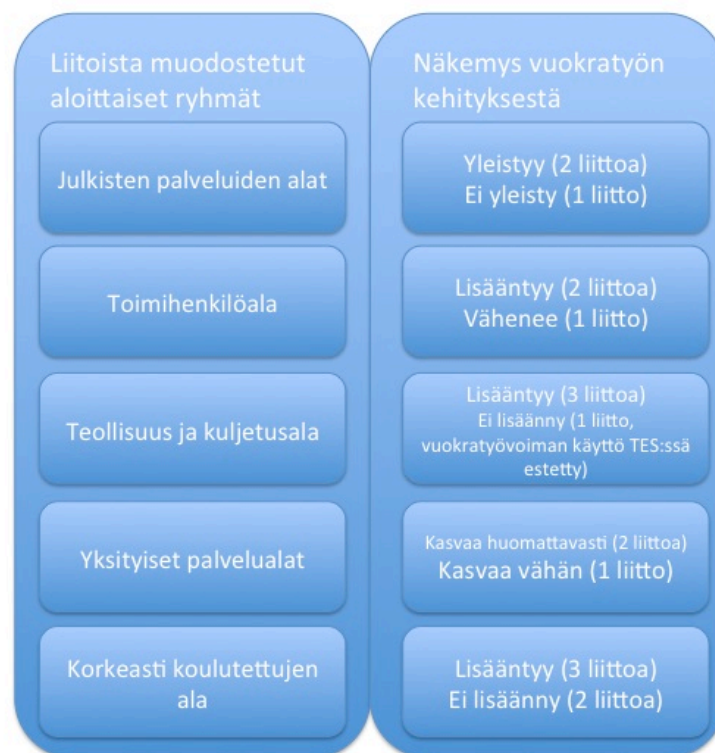 Liitoista muodostetut
aloittaiset ryhmät
Näkemys vuokratyön
kehityksestä
Julkisten palveluiden alat
Yleistyy (2 liittoa)
Ei yleisty (1 liitto)
Toimihenkilöala
Lisääntyy (2 liittoa)
Vähenee (1 liitto)
Teollisuus ja kuljetusala
Lisääntyy (3 liittoa)
Ei lisäänny (1 liitto,
vuokratyövoiman käyttö TES:ssä
estetty)
Yksityiset palvelualat
Kasvaa huomattavasti (2 liittoa)
Kasvaa vähän (1 liitto)
Korkeasti koulutettujen
ala
Lisääntyy (3 liittoa)
Ei lisäänny (2 liittoa)